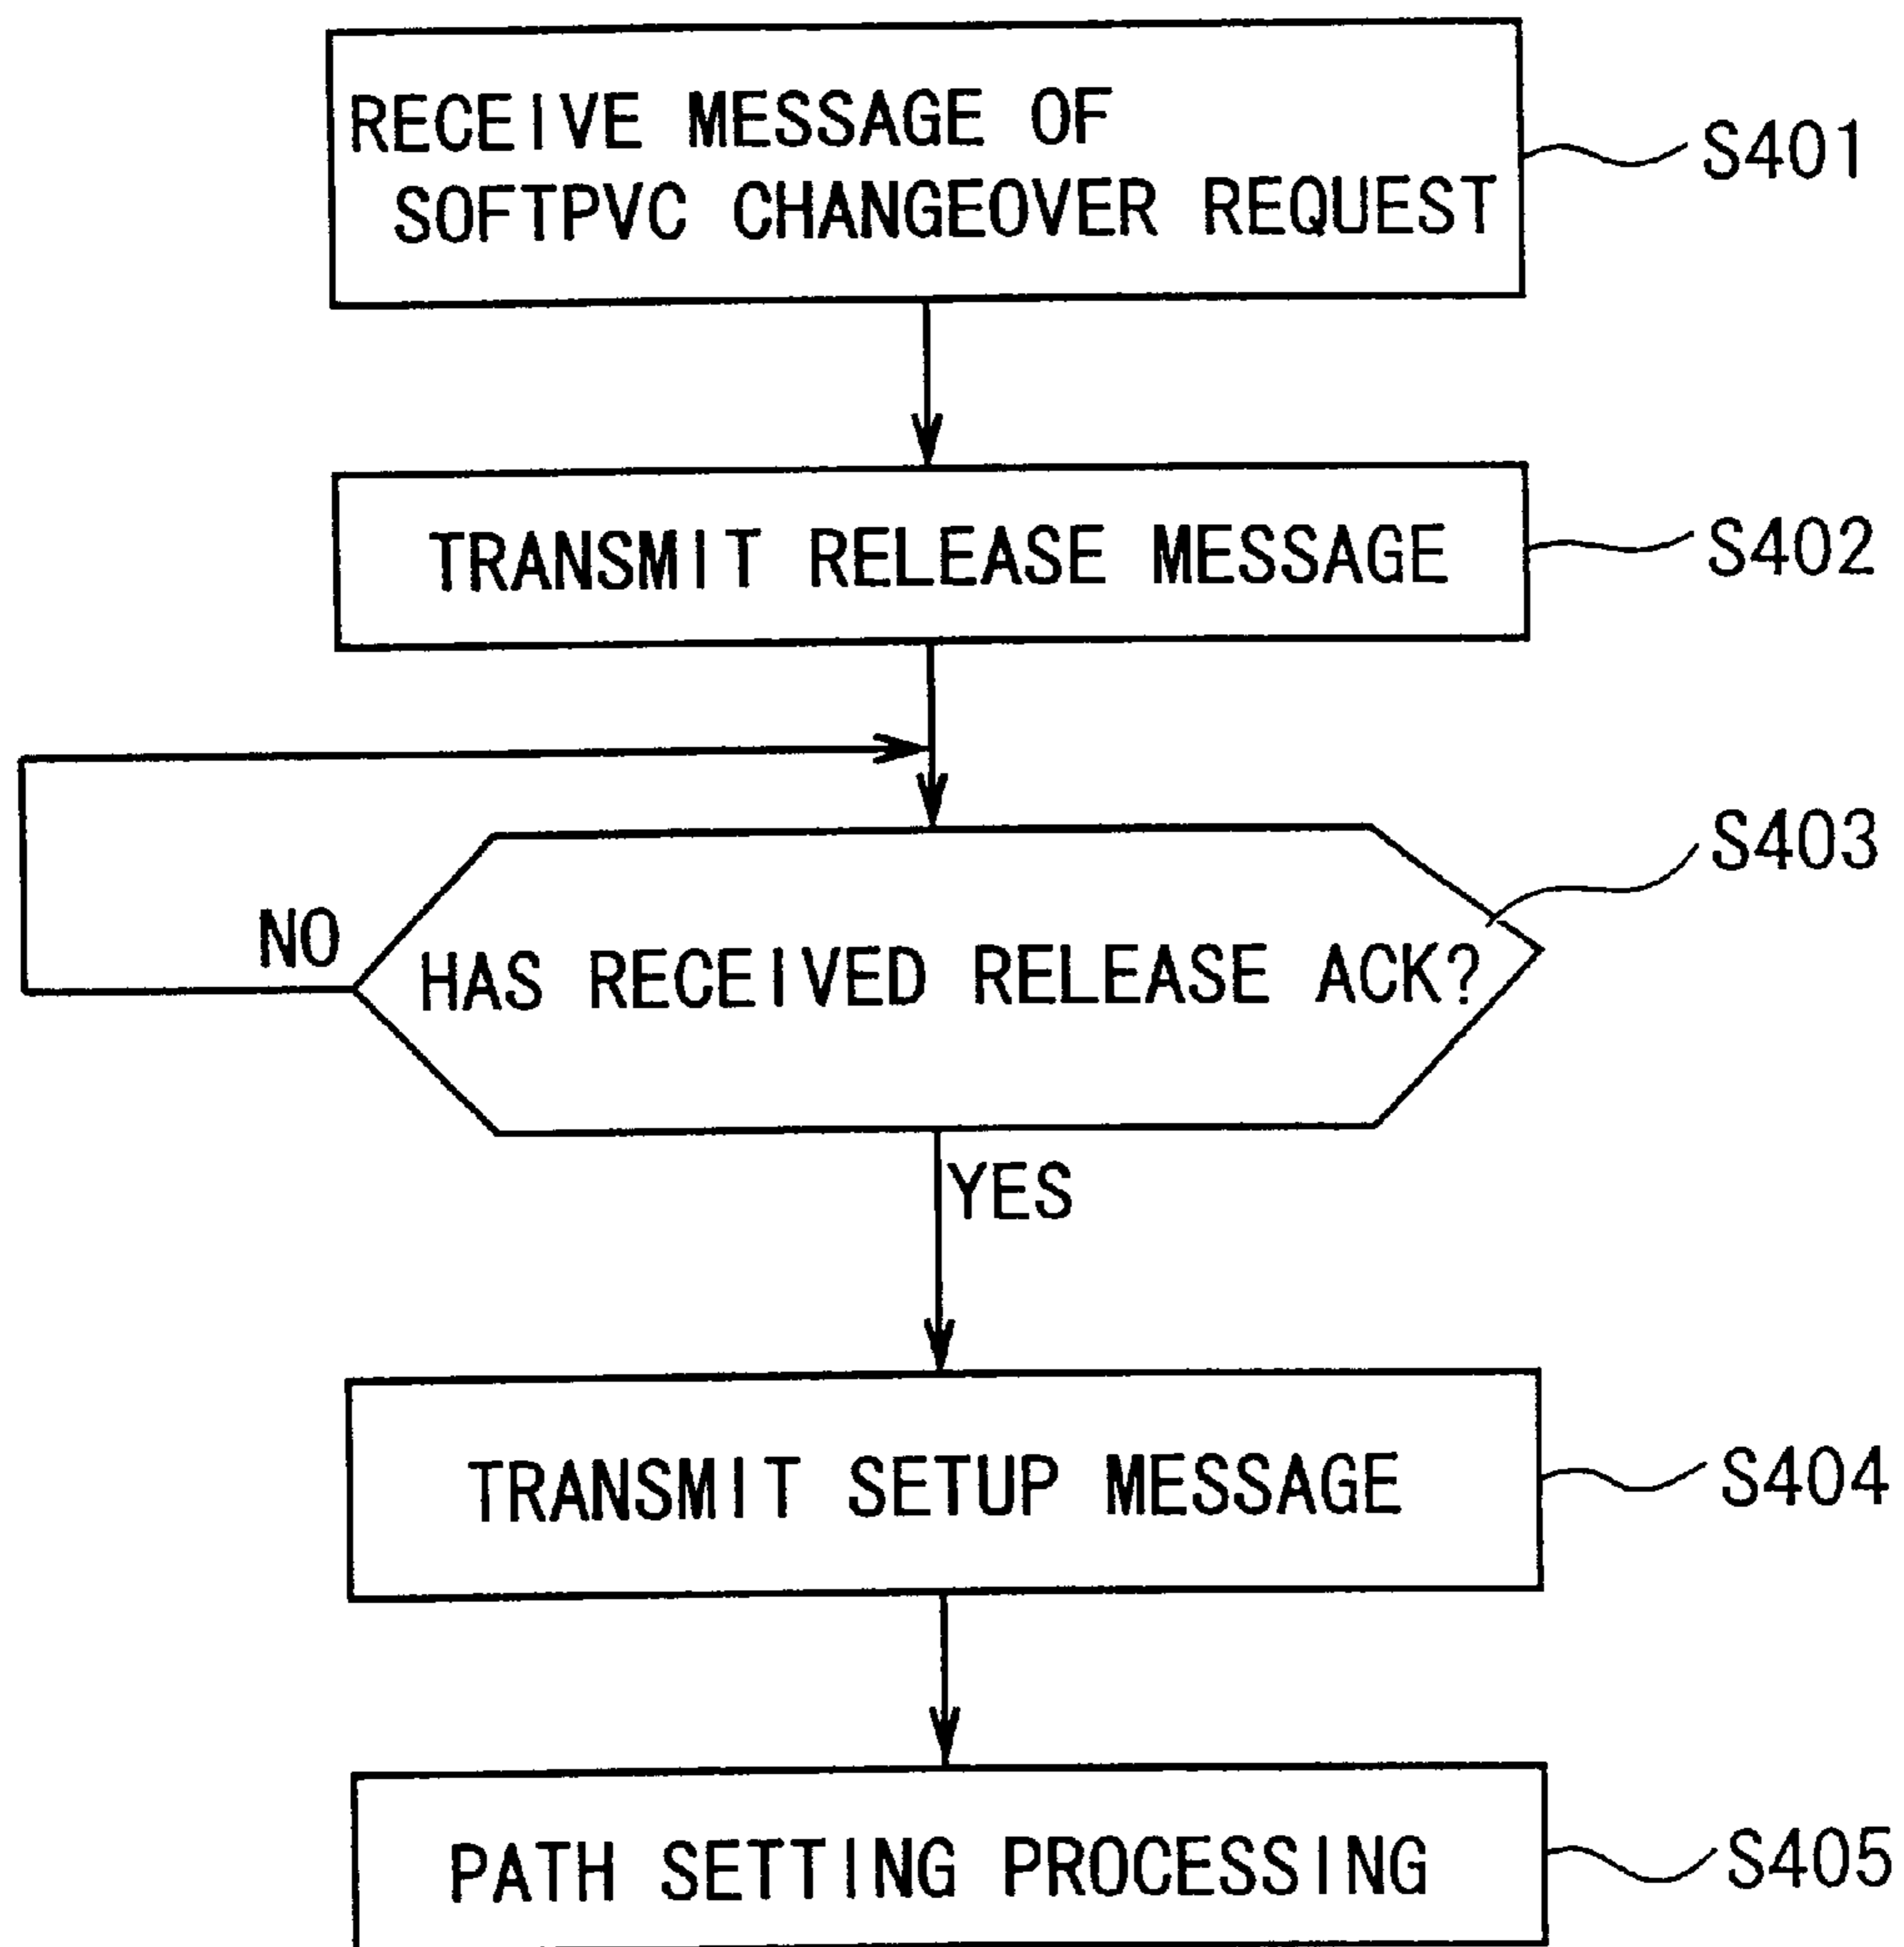 RECEIVE MESSAGE OF
SOFTPVC CHANGEOVER REQUEST
S401
TRANSMIT RELEASE MESSAGE
S402
S403
NO
HAS RECEIVED RELEASE ACK?
YES
TRANSMIT SETUP MESSAGE
S404
PATH SETTING PROCESSING
S405